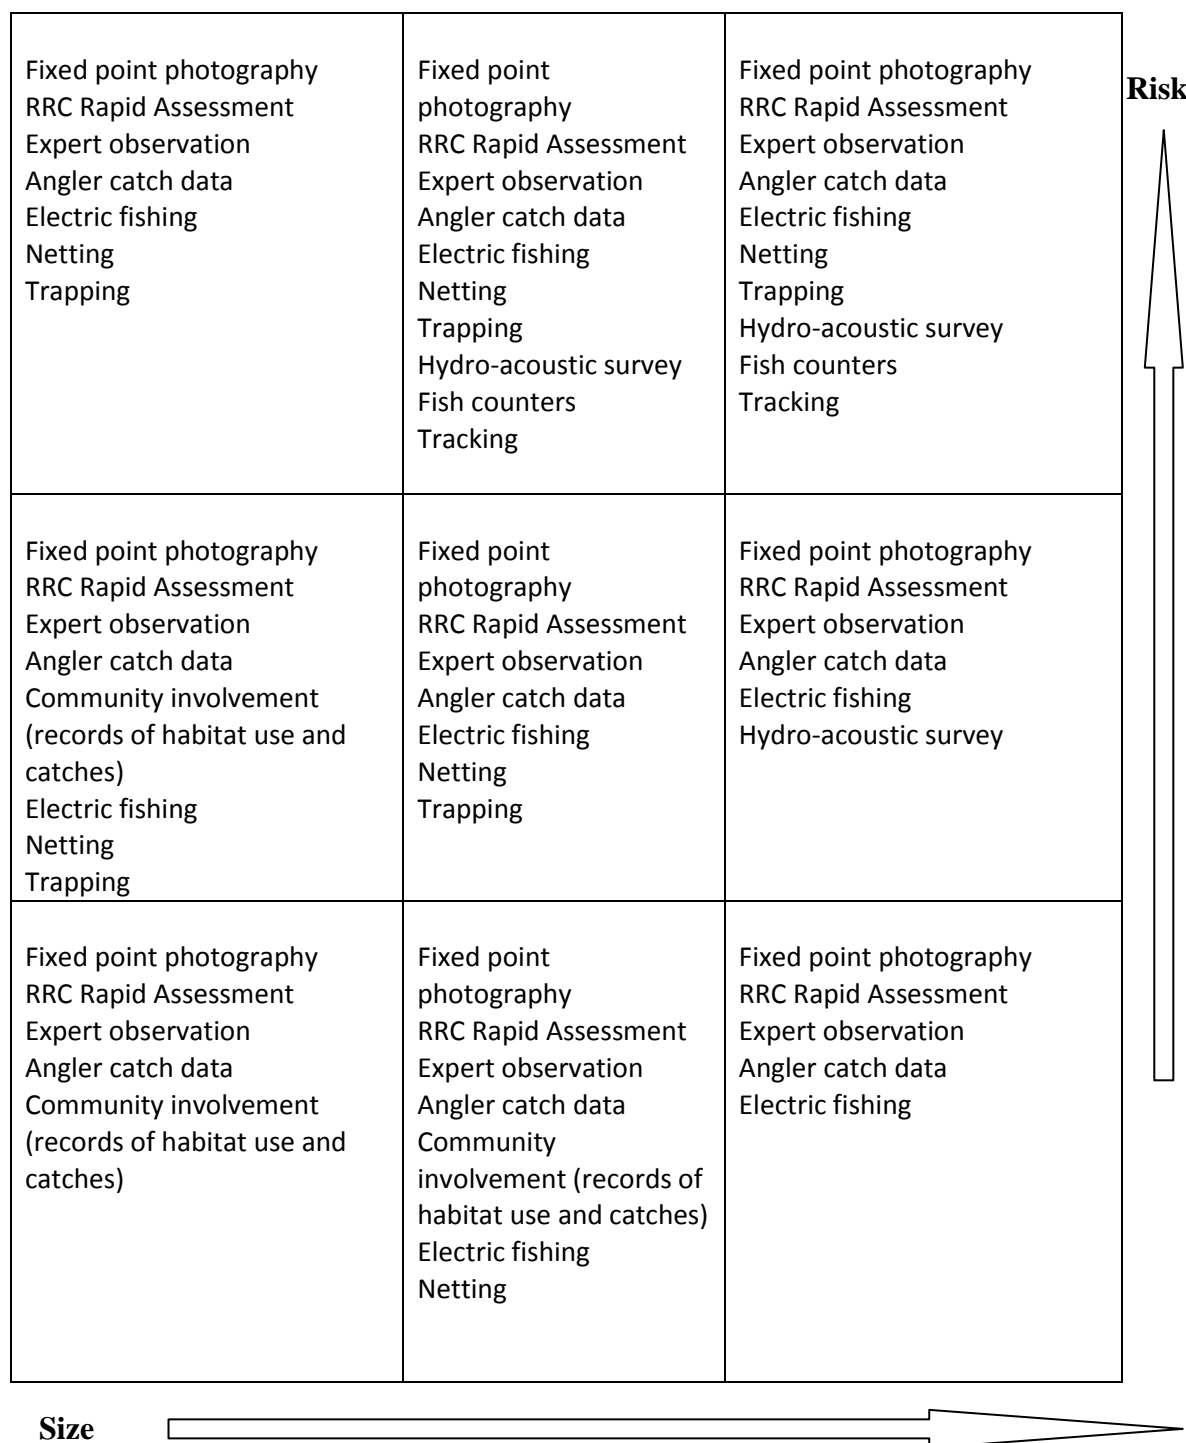 Fixed point photography
RRC Rapid Assessment
Expert observation
Angler catch data
Electric fishing
Netting
Trapping
Fixed point
photography
RRC Rapid Assessment
Expert observation
Angler catch data
Electric fishing
Netting
Trapping
Hydro-acoustic survey
Fish counters
Tracking
Fixed point photography
RRC Rapid Assessment
Expert observation
Angler catch data
Electric fishing
Netting
Trapping
Hydro-acoustic survey
Fish counters
Tracking
Risk
Fixed point photography
RRC Rapid Assessment
Expert observation
Angler catch data
Community involvement
(records of habitat use and
catches)
Electric fishing
Netting
Trapping
Fixed point
photography
RRC Rapid Assessment
Expert observation
Angler catch data
Electric fishing
Netting
Trapping
Fixed point photography
RRC Rapid Assessment
Expert observation
Angler catch data
Electric fishing
Hydro-acoustic survey
Fixed point photography
RRC Rapid Assessment
Expert observation
Angler catch data
Community involvement
(records of habitat use and
catches)
Fixed point
photography
RRC Rapid Assessment
Expert observation
Angler catch data
Community
involvement (records of
habitat use and catches)
Electric fishing
Netting
Fixed point photography
RRC Rapid Assessment
Expert observation
Angler catch data
Electric fishing
Size